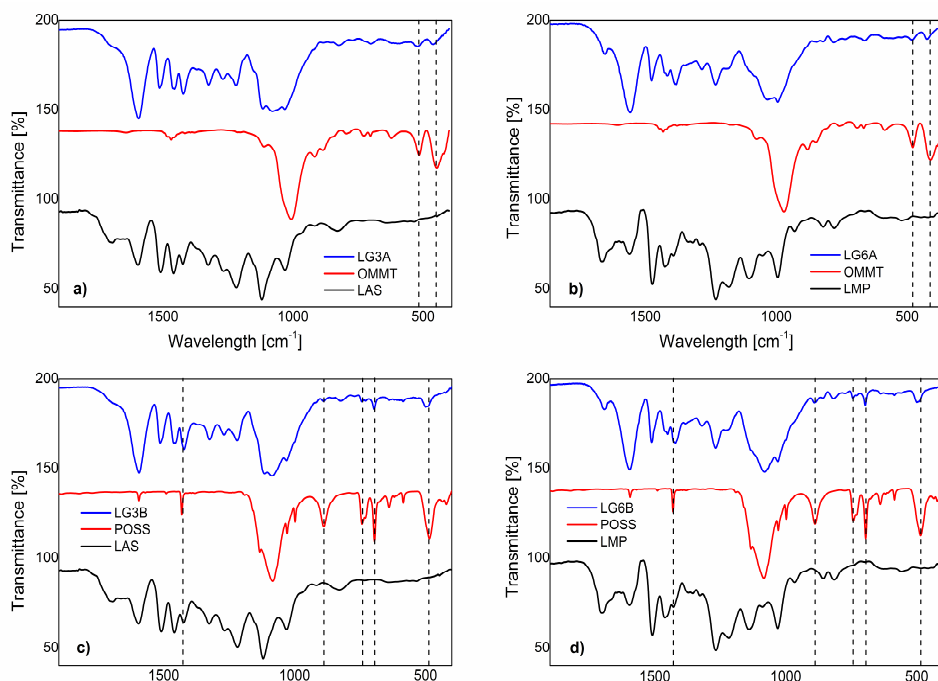 200
150
100
50
Transmittance [%]
LG3A
OMMT
LAS
a)
1500
1000
500
Wavelength [cm-1]
200
150
100
50
Transmittance [%]
LG6A
OMMT
LMP
b)
1500
1000
500
Wavelength [cm-1]
200
150
100
50
Transmittance [%]
LG3B
POSS
LAS
c)
1500
1000
500
200
150
100
50
Transmittance [%]
LG6B
POSS
LMP
d)
1500
1000
500